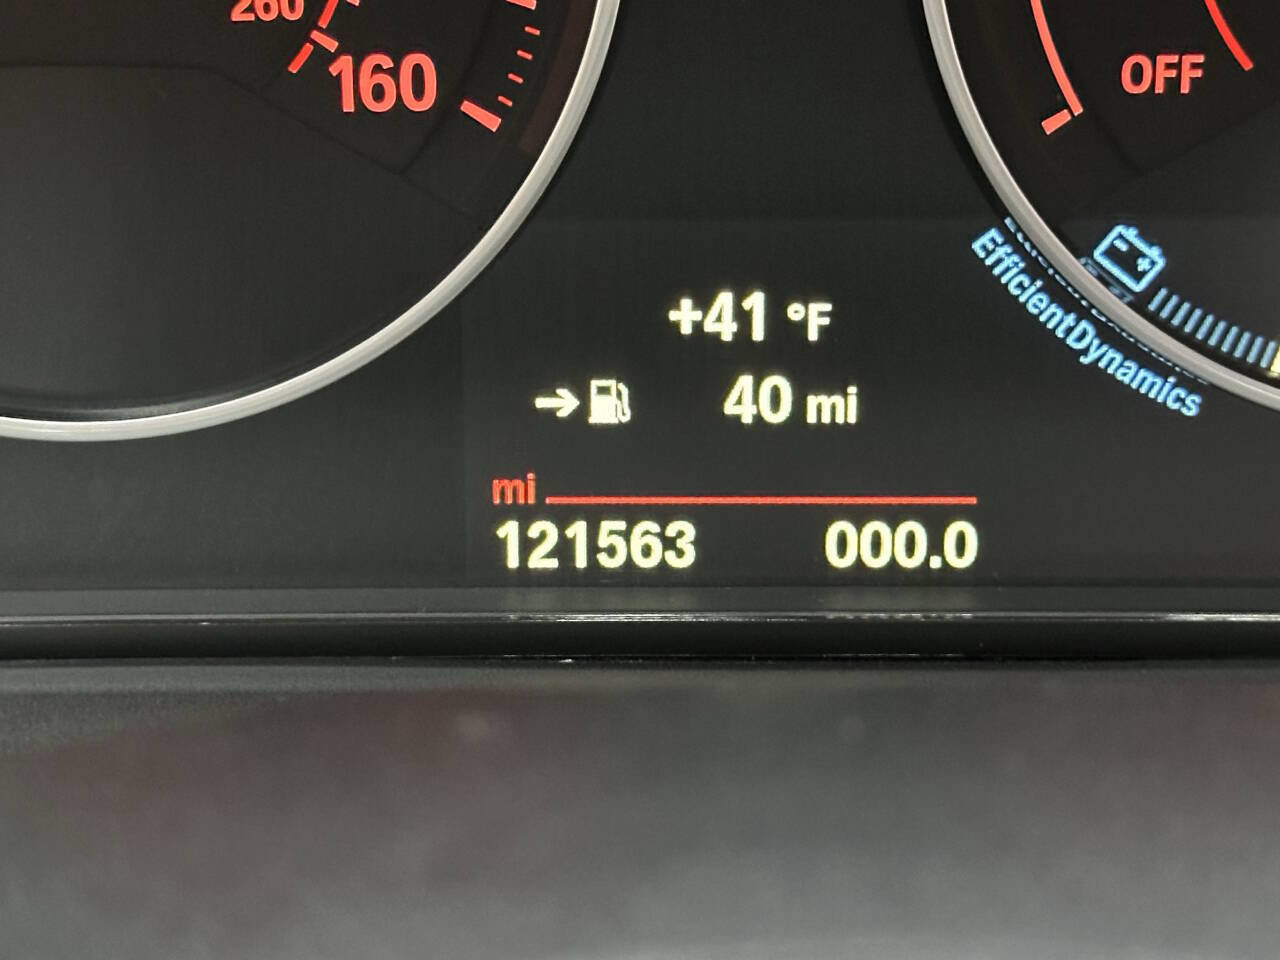 260
160
OFF
EfficientDynamics
+41 °F
40 mi
mi
121563 000.0